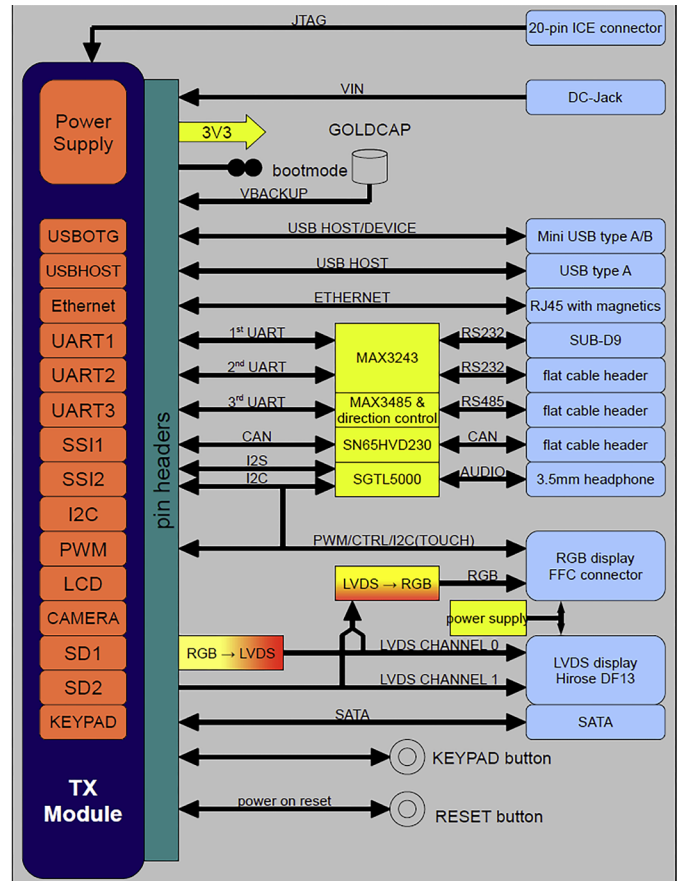 JTAG
20-pin ICE connector
VIN
DC-Jack
Power
Supply
3V3
GOLDCAP
bootmode
VBACKUP
USBOTG
USB HOST/DEVICE
Mini USB type A/B
USBHOST
USB HOST
USB type A
Ethernet
ETHERNET
RJ45 with magnetics
UART1
1st UART
MAX3243
RS232
SUB-D9
UART2
2nd UART
RS232
flat cable header
UART3
3rd UART
MAX3485 &
direction control
RS485
flat cable header
SSI1
CAN
SN65HVD230
CAN
flat cable header
SSI2
I2S
I2C
SGTL5000
AUDIO
3.5mm headphone
pin headers
I2C
PWM
PWM/CTRL/I2C(TOUCH)
RGB display
FFC connector
LCD
LVDS → RGB
RGB
CAMERA
power supply
SD1
RGB → LVDS
LVDS CHANNEL 0
LVDS display
Hirose DF13
SD2
LVDS CHANNEL 1
KEYPAD
SATA
SATA
KEYPAD button
TX
Module
power on reset
RESET button